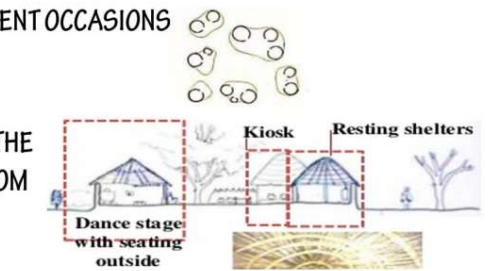 ENT OCCASIONS
THE
OM
Kiosk
Resting shelters
Dance stage
with seating
outside